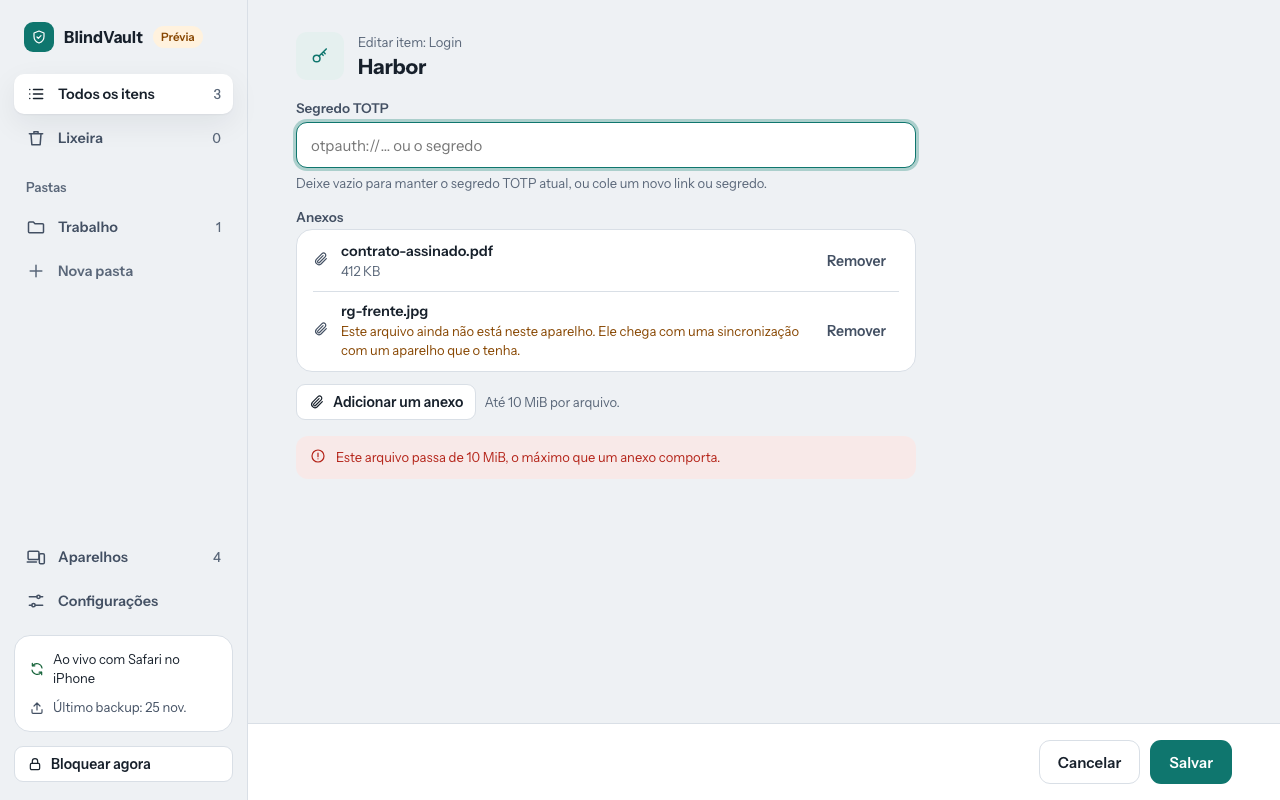 BlindVault Prévia
Todos os itens 3
Lixeira 0
Pastas
Trabalho 1
Nova pasta
Aparelhos 4
Configurações
Ao vivo com Safari no
iPhone
Último backup: 25 nov.
Bloquear agora
Editar item: Login
Harbor
Segredo TOTP
otpauth://… ou o segredo
Deixe vazio para manter o segredo TOTP atual, ou cole um novo link ou segredo.
Anexos
contrato-assinado.pdf
412 KB
Remover
rg-frente.jpg
Este arquivo ainda não está neste aparelho. Ele chega com uma sincronização
com um aparelho que o tenha.
Remover
Adicionar um anexo
Até 10 MiB por arquivo.
Este arquivo passa de 10 MiB, o máximo que um anexo comporta.
Cancelar
Salvar